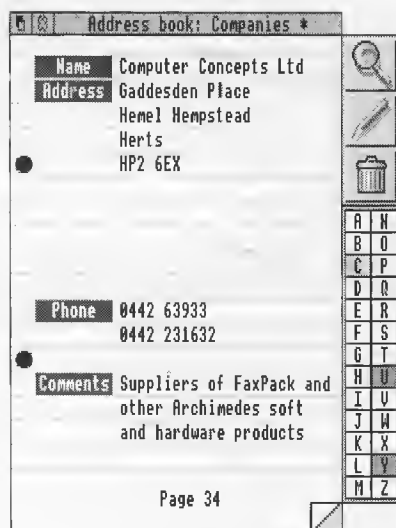 Address book: Companies *
Name Computer Concepts Ltd
Address Gaddesden Place
Hemel Hempstead
Herts
HP2 6EX
Phone 0442 63933
0442 231632
Comments Suppliers of FaxPack and
other Archimedes soft
and hardware products
Page 34
A N
B O
C P
D Q
E R
F S
G T
H U
I V
J W
K X
L Y
M Z